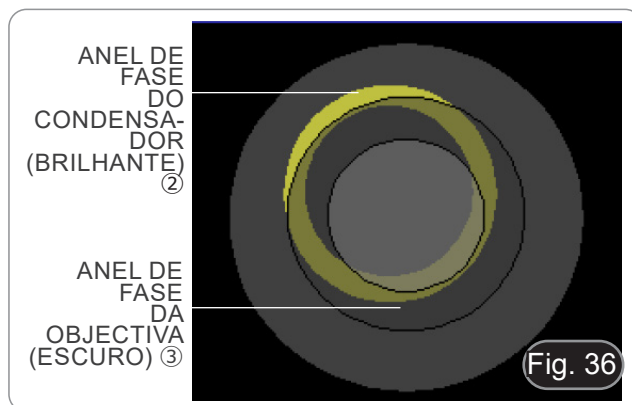 ANEL DE
FASE
DO
CONDENSA-
DOR
(BRILHANTE)
②
ANEL DE
FASE
DA
OBJECTIVA
(ESCURO) ③
Fig. 36